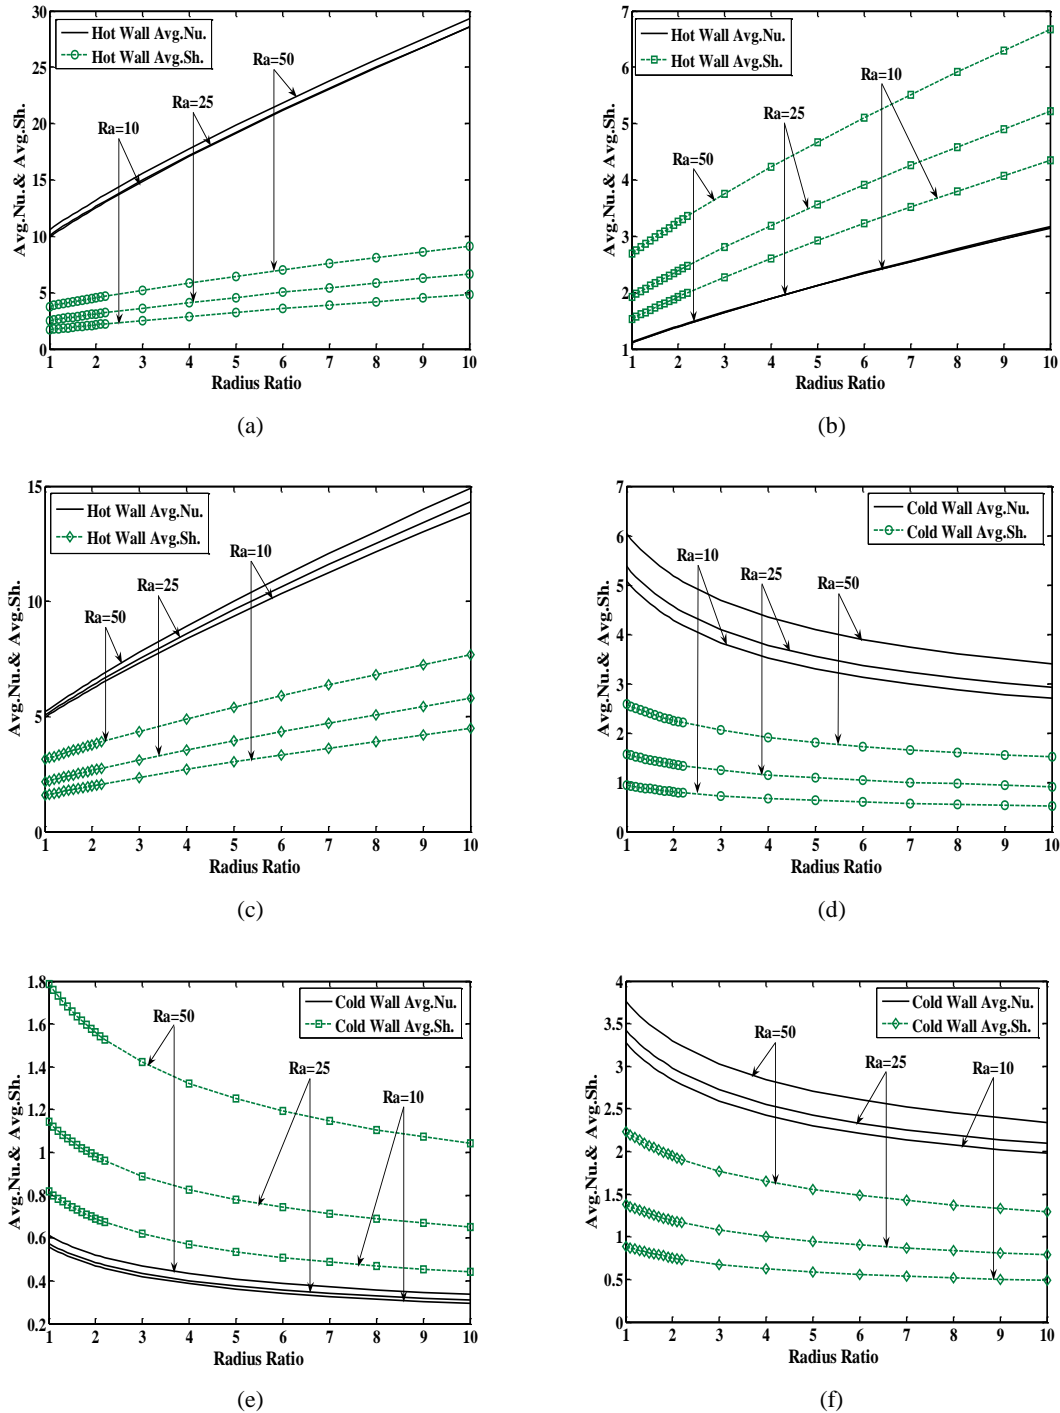 30
25
20
15
10
5
0
Avg.Nu.& Avg.Sh.
Hot Wall Avg.Nu.
Hot Wall Avg.Sh.
Ra=50
Ra=25
Ra=10
1 2 3 4 5 6 7 8 9 10
Radius Ratio
(a)
7
6
5
4
3
2
1
Avg.Nu.& Avg.Sh.
Hot Wall Avg.Nu.
Hot Wall Avg.Sh.
Ra=10
Ra=25
Ra=50
1 2 3 4 5 6 7 8 9 10
Radius Ratio
(b)
15
10
5
0
Avg.Nu.& Avg.Sh.
Hot Wall Avg.Nu.
Hot Wall Avg.Sh.
Ra=10
Ra=25
Ra=50
1 2 3 4 5 6 7 8 9 10
Radius Ratio
(c)
7
6
5
4
3
2
1
0
Avg.Nu.& Avg.Sh.
Cold Wall Avg.Nu.
Cold Wall Avg.Sh.
Ra=10
Ra=25
Ra=50
1 2 3 4 5 6 7 8 9 10
Radius Ratio
(d)
1.8
1.6
1.4
1.2
1
0.8
0.6
0.4
0.2
Avg.Nu.& Avg.Sh.
Cold Wall Avg.Nu.
Cold Wall Avg.Sh.
Ra=50
Ra=25
Ra=10
1 2 3 4 5 6 7 8 9 10
Radius Ratio
(e)
4
3.5
3
2.5
2
1.5
1
0.5
0
Avg.Nu.& Avg.Sh.
Cold Wall Avg.Nu.
Cold Wall Avg.Sh.
Ra=50
Ra=25
Ra=10
1 2 3 4 5 6 7 8 9 10
Radius Ratio
(f)